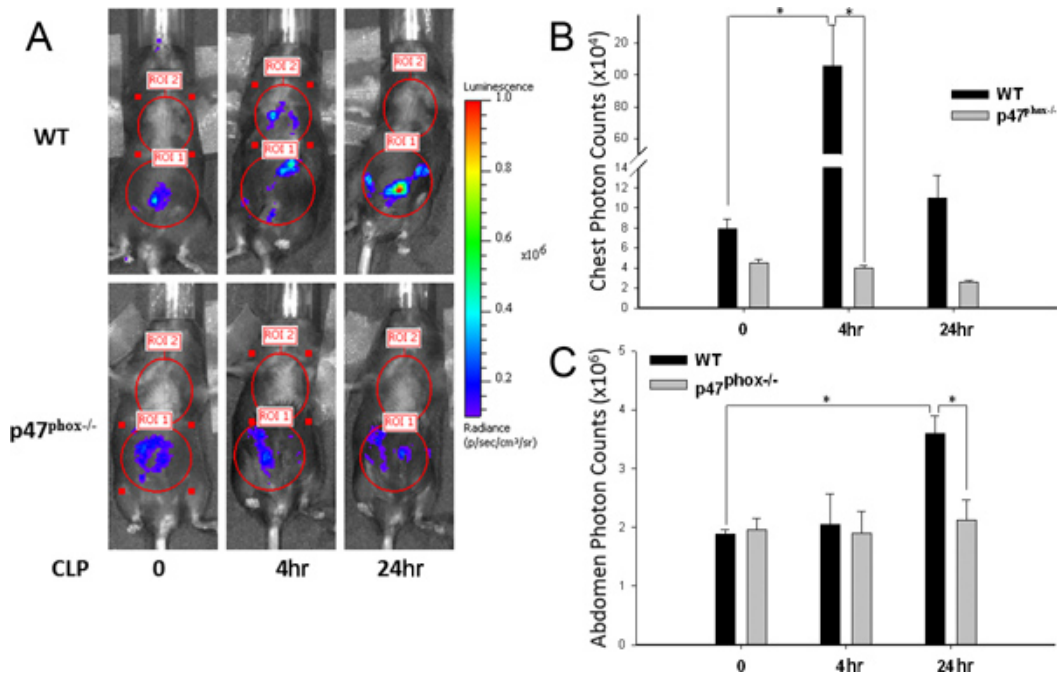 A
WT
ROI 2
ROI 1
ROI 2
ROI 1
ROI 2
ROI 1
Luminescence
1.0
0.8
x10⁶
0.6
0.4
0.2
Radiance
(p/sec/cm²/sr)
p47phox-/-
ROI 2
ROI 1
ROI 2
ROI 1
ROI 2
ROI 1
CLP
0
4hr
24hr
B
Chest Photon Counts (x10⁴)
*
*
20
00
80
60
14
12
10
8
6
4
2
0
WT
p47phox-/-
0
4hr
24hr
C
Abdomen Photon Counts (x10⁶)
5
4
3
2
1
0
WT
p47phox-/-
*
*
0
4hr
24hr